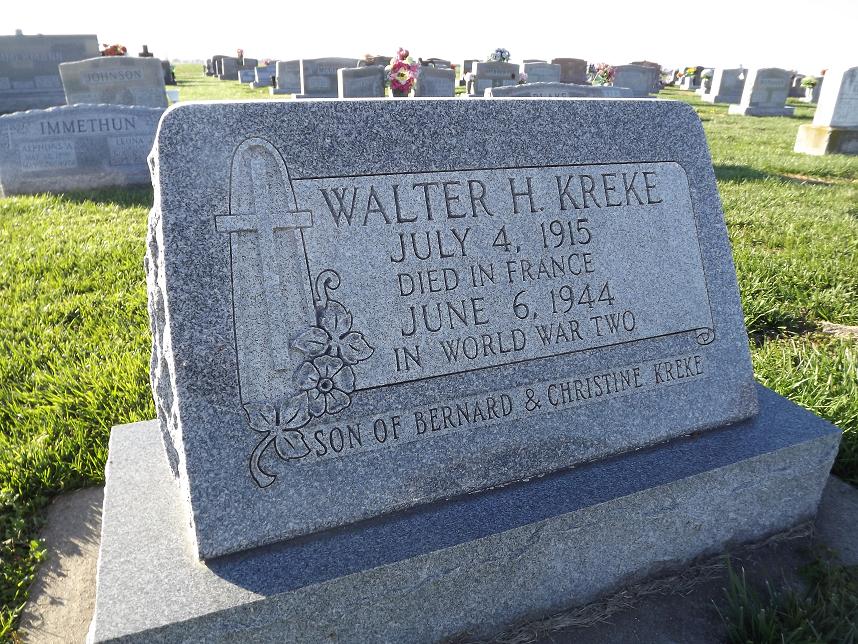 JOHNSON
IMMETHUN
ALPHONS A.
WALTER H. KREKE
JULY 4, 1915
DIED IN FRANCE
JUNE 6, 1944
IN WORLD WAR TWO
SON OF BERNARD & CHRISTINE KREKE